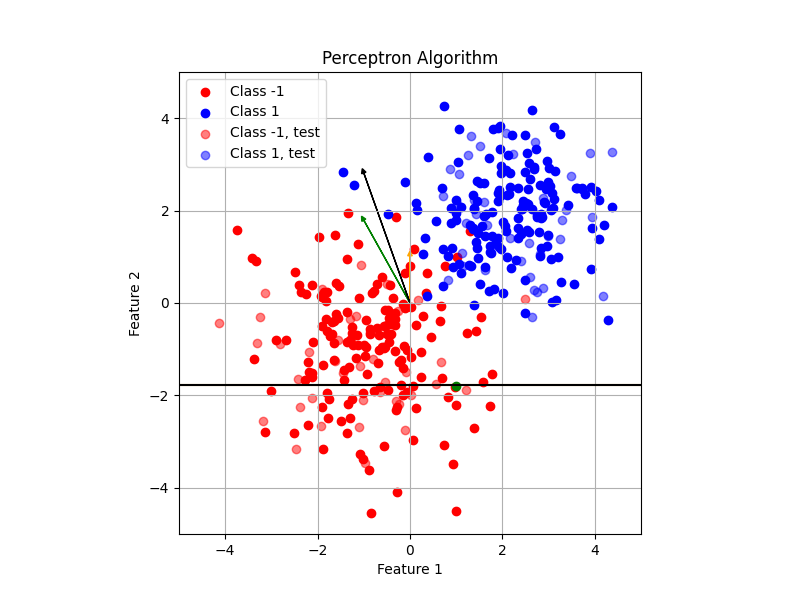 Perceptron Algorithm
Class -1
Class 1
Class -1, test
Class 1, test
4
2
0
−2
−4
−4
−2
0
2
4
Feature 2
Feature 1